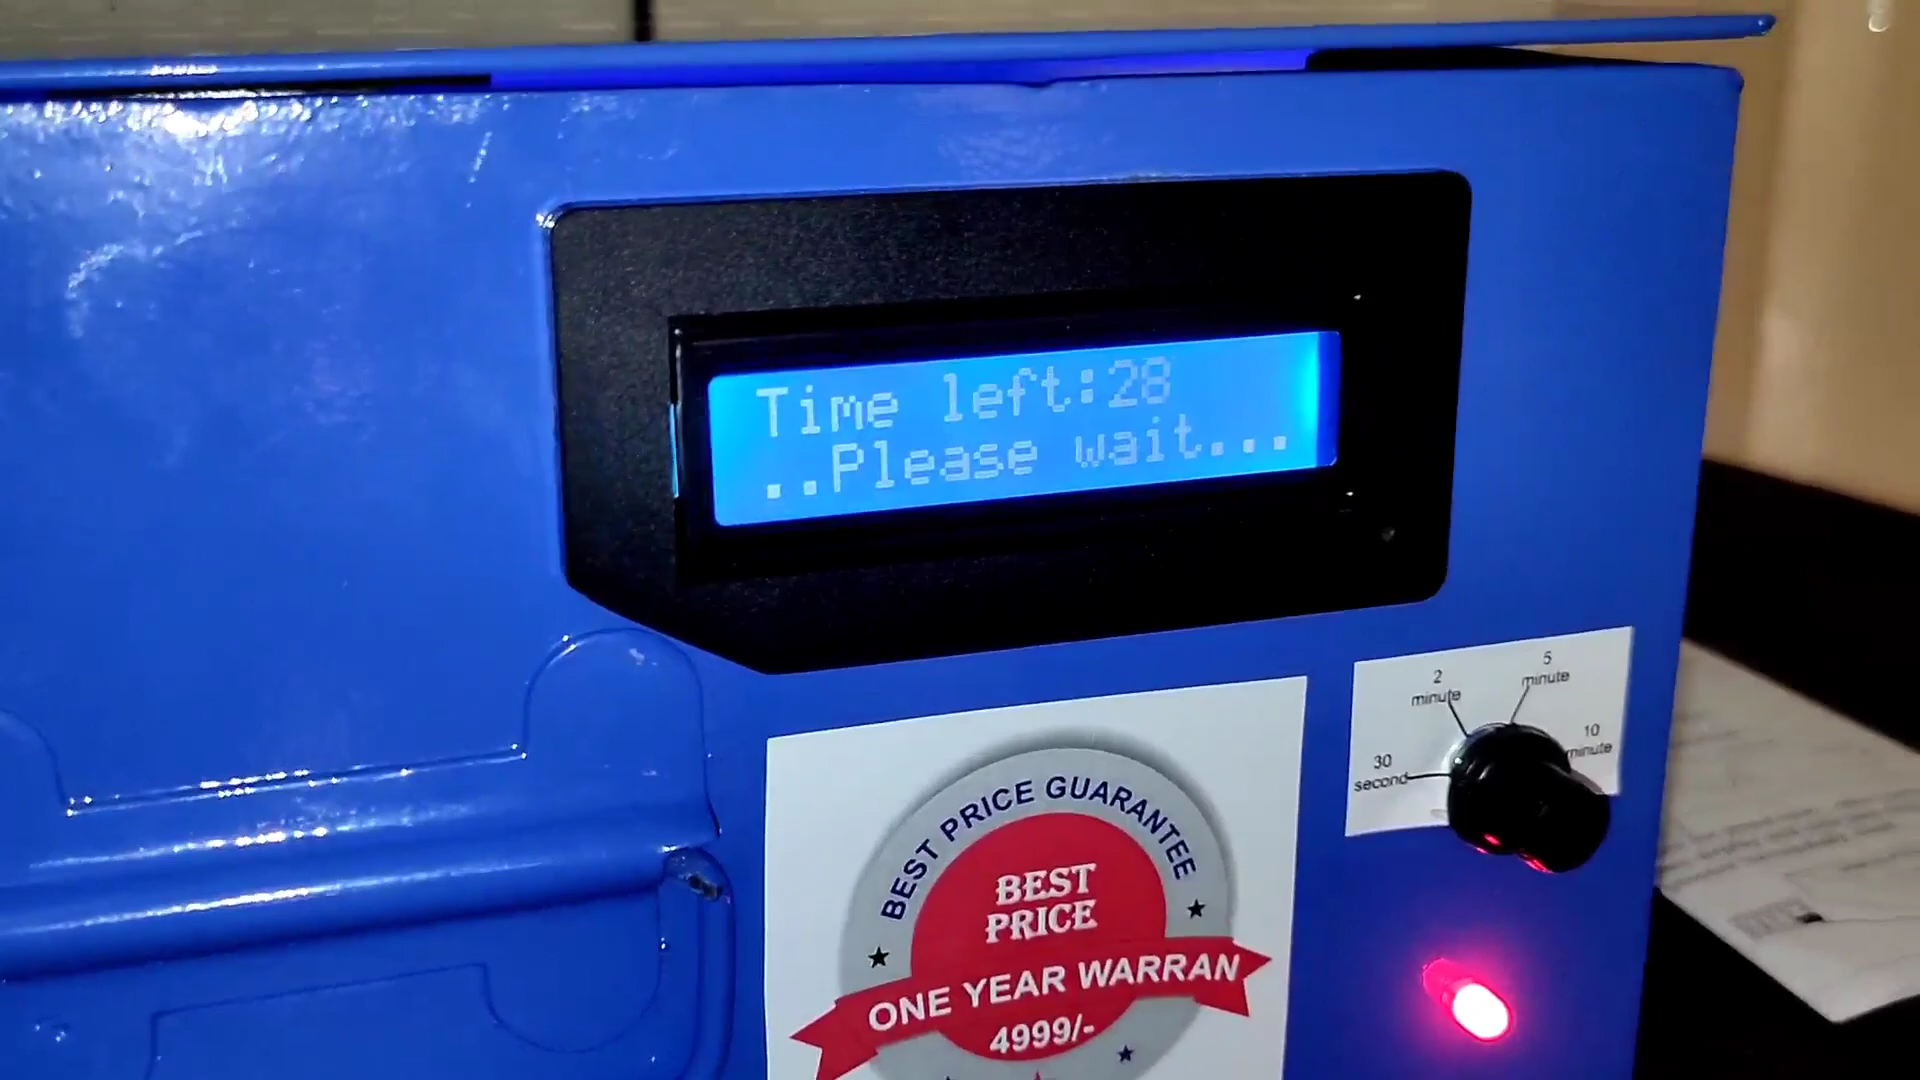 Time left:28
..Please wait...
2
minute
5
minute
10
minute
30
second
BEST PRICE GUARANTEE
BEST
PRICE
ONE YEAR WARRAN
4999/-